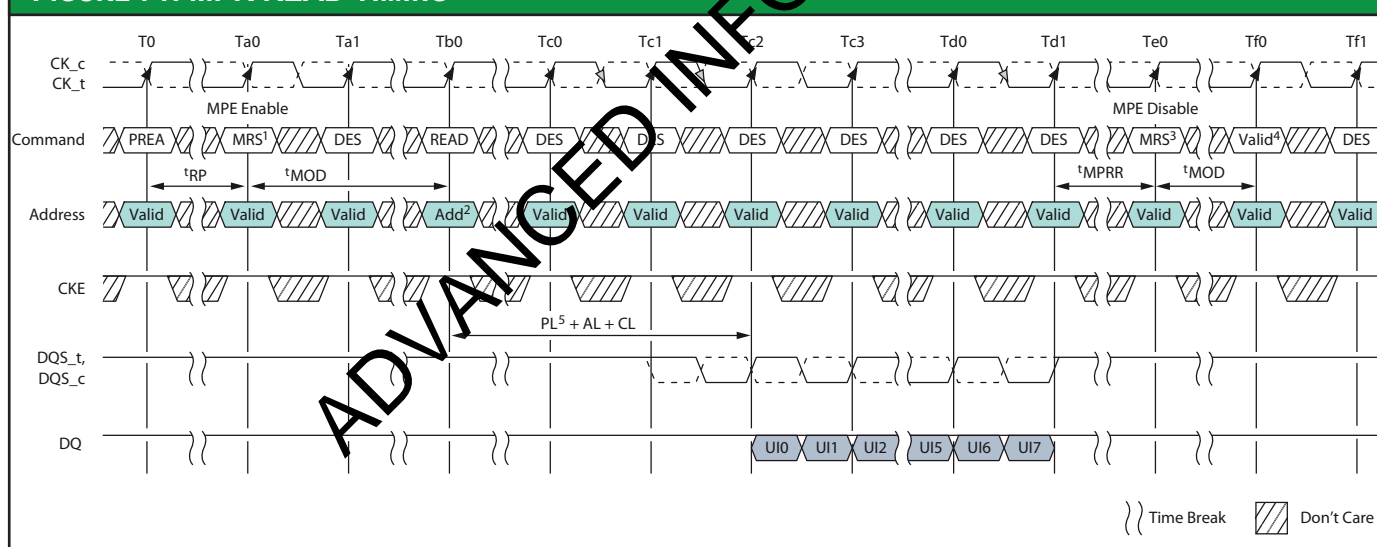 T0 Ta0 Ta1 Tb0 Tc0 Tc1 Tc2 Tc3 Td0 Td1 Te0 Tf0 Tf1
CK_c
CK_t
MPE Enable MPE Disable
Command PREA MRS1 DES READ DES DES DES DES DES DES MRS3 Valid4 DES
tRP tMOD tMPRR tMOD
Address Valid Valid Valid Add2 Valid Valid Valid Valid Valid Valid Valid Valid Valid
CKE
PL5 + AL + CL
DQS_t,
DQS_c
DQ UI0 UI1 UI2 UI5 UI6 UI7
Time Break Don't Care
ADVANCED